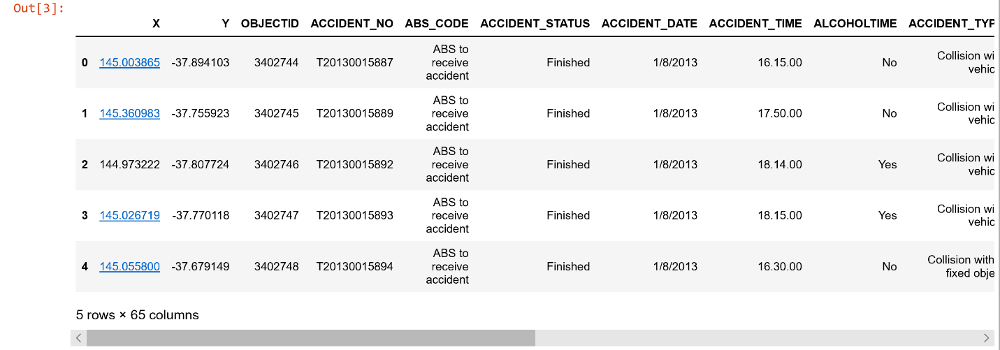 Out[3]:
X Y OBJECTID ACCIDENT_NO ABS_CODE ACCIDENT_STATUS ACCIDENT_DATE ACCIDENT_TIME ALCOHOLTIME ACCIDENT_TYP
0 145.003865 -37.894103 3402744 T20130015887 ABS to receive accident Finished 1/8/2013 16.15.00 No Collision wi vehic
1 145.360983 -37.755923 3402745 T20130015889 ABS to receive accident Finished 1/8/2013 17.50.00 No Collision wi vehic
2 144.973222 -37.807724 3402746 T20130015892 ABS to receive accident Finished 1/8/2013 18.14.00 Yes Collision wi vehic
3 145.026719 -37.770118 3402747 T20130015893 ABS to receive accident Finished 1/8/2013 18.15.00 Yes Collision wi vehic
4 145.055800 -37.679149 3402748 T20130015894 ABS to receive accident Finished 1/8/2013 16.30.00 No Collision with fixed obje
5 rows × 65 columns